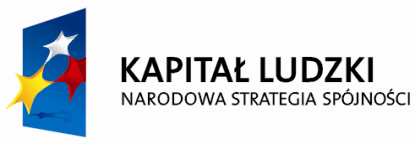 KAPITAŁ LUDZKI
NARODOWA STRATEGIA SPÓJNOŚCI